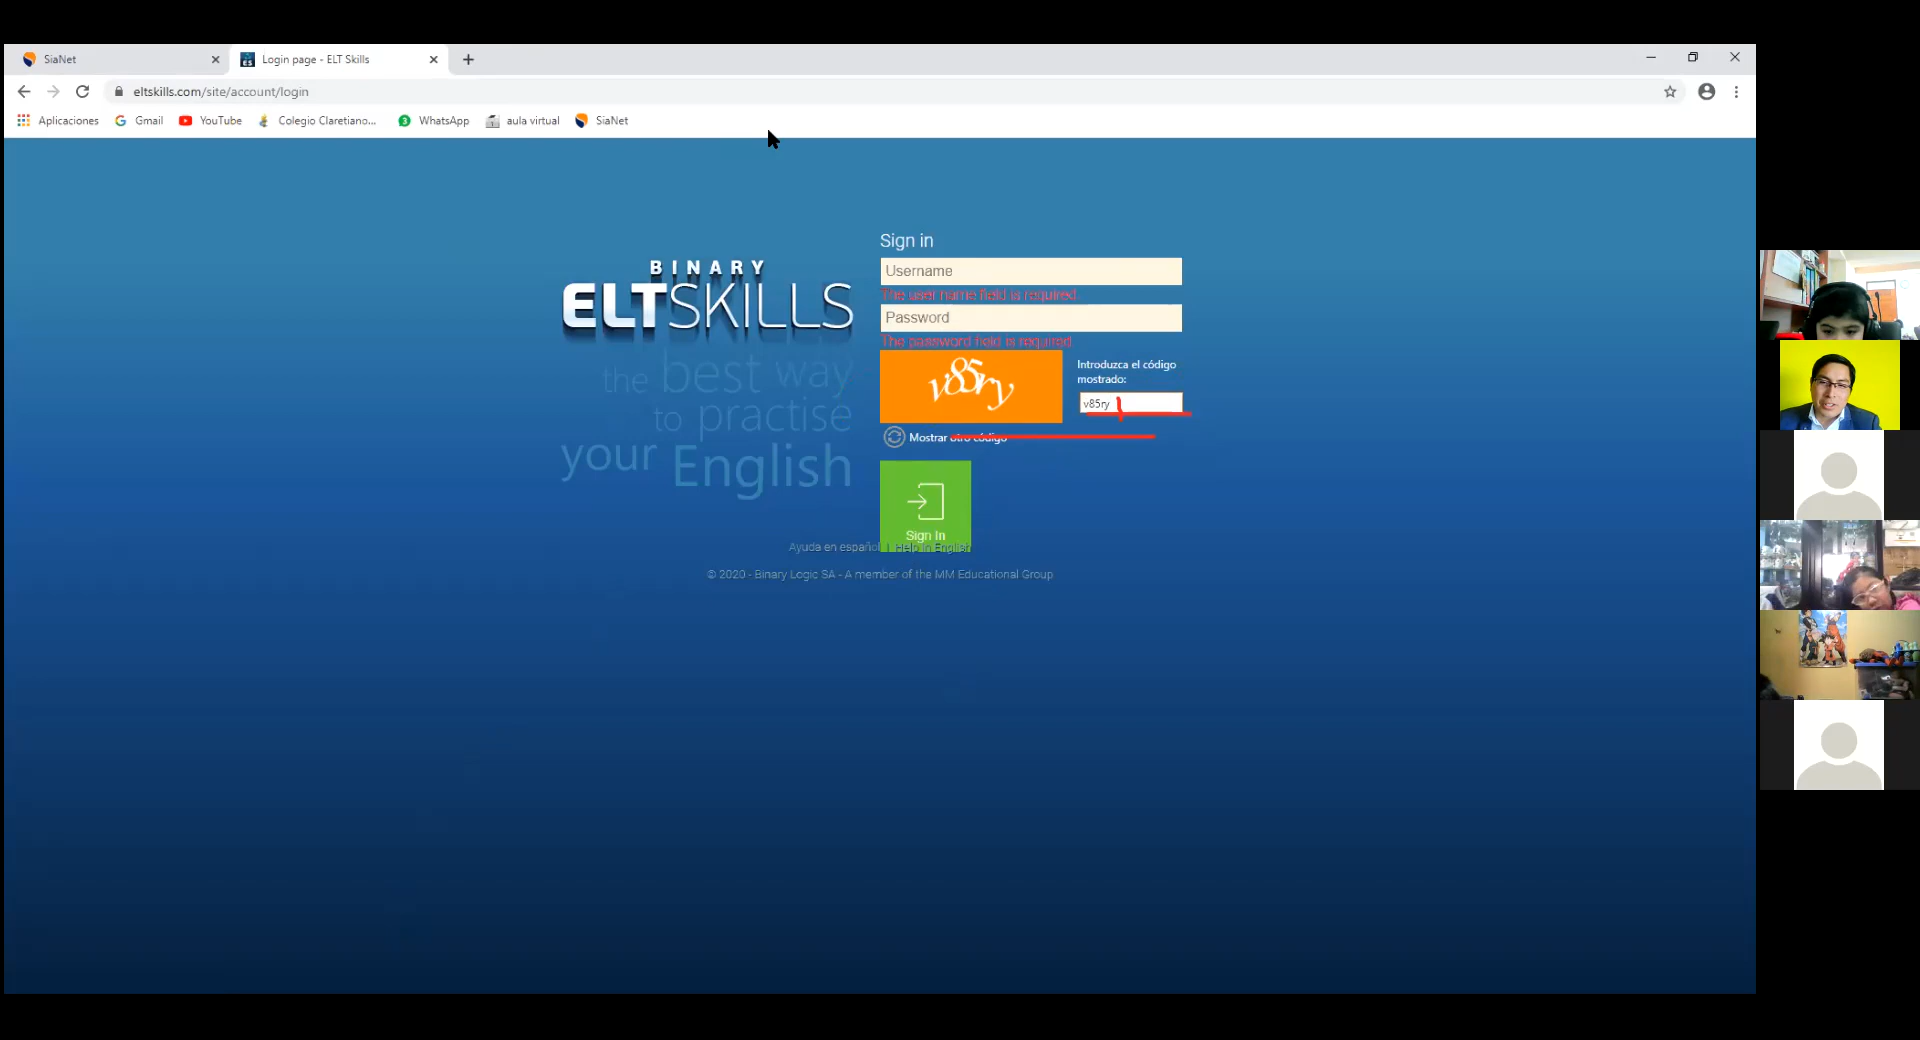 SiaNet
Login page - ELT Skills
eltskills.com/site/account/login
Aplicaciones
Gmail
YouTube
Colegio Claretiano...
WhatsApp
aula virtual
SiaNet
Sign in
Username
The user name field is required.
Password
The password field is required.
BINARY
ELTSKILLS
the best way
to practise
your English
v85ry
Introduzca el código
mostrado:
v85ry
Mostrar otro código
Sign In
Ayuda en español | Help in English
© 2020 - Binary Logic SA - A member of the MM Educational Group